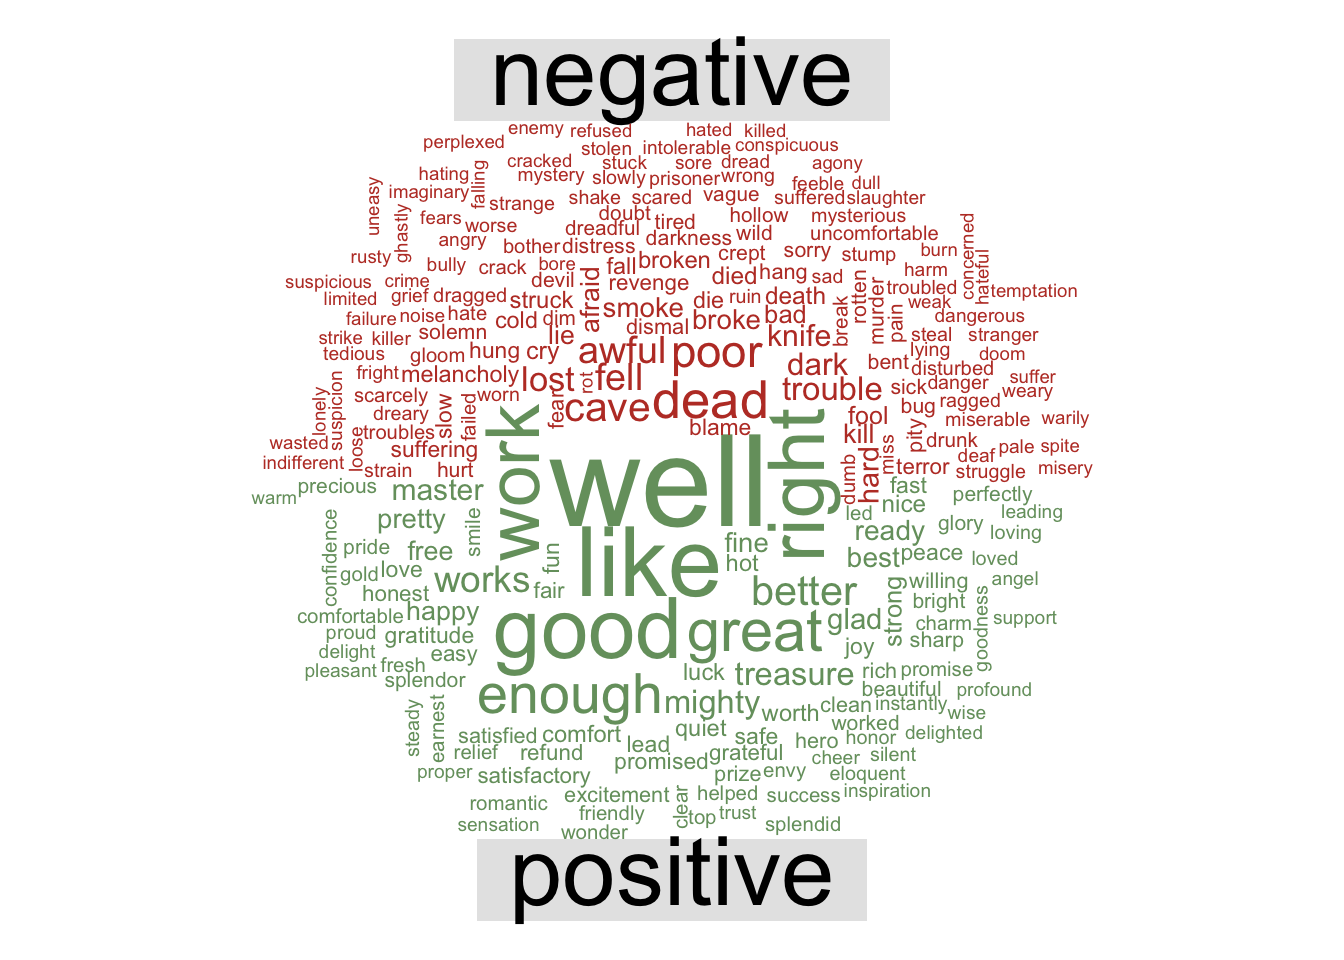 negative
enemy refused hated killed
perplexed stolen intolerable conspicuous
cracked stuck sore dread agony
hating falling mystery slowly prisoner wrong feeble dull
uneasy imaginary strange shake scared vague suffered slaughter
ghastly fears worse doubt tired hollow mysterious
angry dreadful darkness wild uncomfortable concerned
rusty bother distress broken crept sorry stump burn
bully crack bore fall died hang sad harm hateful
suspicious crime devil revenge rotten troubled temptation
limited grief dragged struck afraid smoke die ruin death break murder weak
failure noise hate cold dim dismal broke bad pain dangerous
strike killer solemn lie knife steal stranger
tedious gloom hung cry awful poor dark bent lying doom
fright melancholy lost rot fell trouble sick disturbed danger suffer
lonely suspicion scarcely slow failed worn fear cave dead fool bug ragged weary
dreary troubles work blame right kill pity miserable warily
wasted loose suffering well miss drunk pale spite
indifferent strain hurt dumb hard terror deaf struggle misery
warm precious master fast perfectly
pretty smile led nice glory leading
confidence pride free fun like fine ready loving
gold love works fair hot best peace loved
honest better strong willing angel
comfortable happy good great glad bright goodness support
proud gratitude joy charm sharp
delight easy
pleasant fresh luck treasure rich promise
splendor enough mighty beautiful profound
steady earnest worth clean instantly wise
satisfied comfort quiet safe worked delighted
relief refund lead grateful hero honor silent
proper satisfactory promised prize envy cheer eloquent
romantic excitement clear helped success inspiration
sensation friendly top trust splendid
wonder
positive